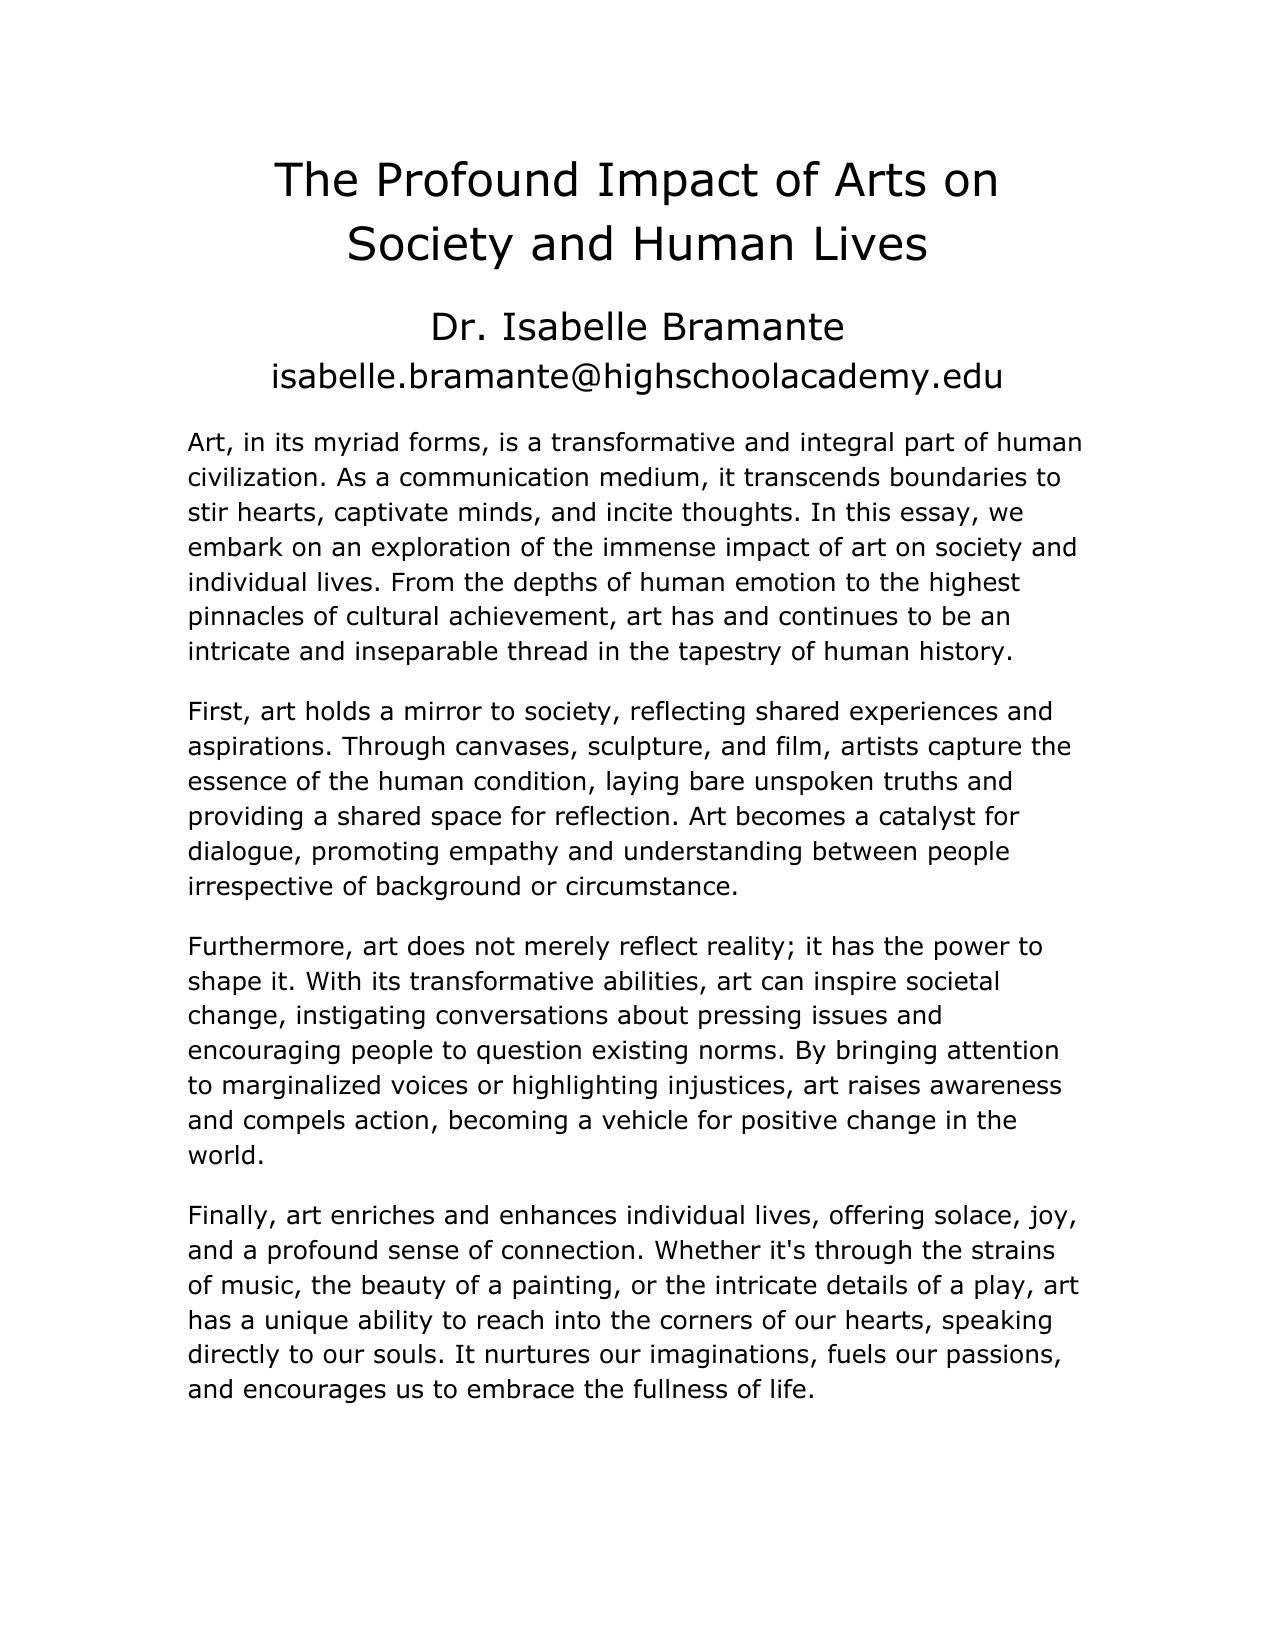 The Profound Impact of Arts on
Society and Human Lives
Dr. Isabelle Bramante
isabelle.bramante@highschoolacademy.edu
Art, in its myriad forms, is a transformative and integral part of human
civilization. As a communication medium, it transcends boundaries to
stir hearts, captivate minds, and incite thoughts. In this essay, we
embark on an exploration of the immense impact of art on society and
individual lives. From the depths of human emotion to the highest
pinnacles of cultural achievement, art has and continues to be an
intricate and inseparable thread in the tapestry of human history.
First, art holds a mirror to society, reflecting shared experiences and
aspirations. Through canvases, sculpture, and film, artists capture the
essence of the human condition, laying bare unspoken truths and
providing a shared space for reflection. Art becomes a catalyst for
dialogue, promoting empathy and understanding between people
irrespective of background or circumstance.
Furthermore, art does not merely reflect reality; it has the power to
shape it. With its transformative abilities, art can inspire societal
change, instigating conversations about pressing issues and
encouraging people to question existing norms. By bringing attention
to marginalized voices or highlighting injustices, art raises awareness
and compels action, becoming a vehicle for positive change in the
world.
Finally, art enriches and enhances individual lives, offering solace, joy,
and a profound sense of connection. Whether it's through the strains
of music, the beauty of a painting, or the intricate details of a play, art
has a unique ability to reach into the corners of our hearts, speaking
directly to our souls. It nurtures our imaginations, fuels our passions,
and encourages us to embrace the fullness of life.